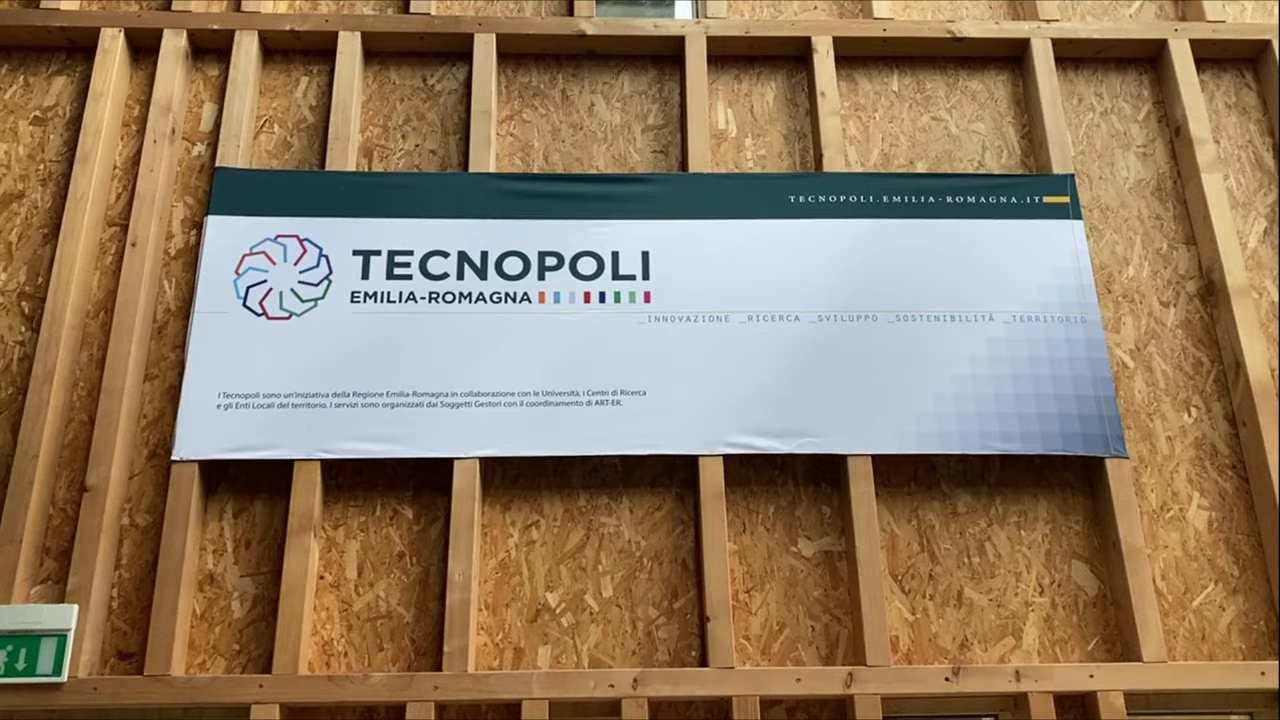 TECNOPOLI.EMILIA-ROMAGNA.IT
TECNOPOLI
EMILIA-ROMAGNA
_INNOVAZIONE _RICERCA _SVILUPPO _SOSTENIBILITÀ _TERRITORIO
I Tecnopoli sono un'iniziativa della Regione Emilia-Romagna in collaborazione con le Università, i Centri di Ricerca
e gli Enti Locali del territorio. I servizi sono organizzati dai Soggetti Gestori con il coordinamento di ART-ER.